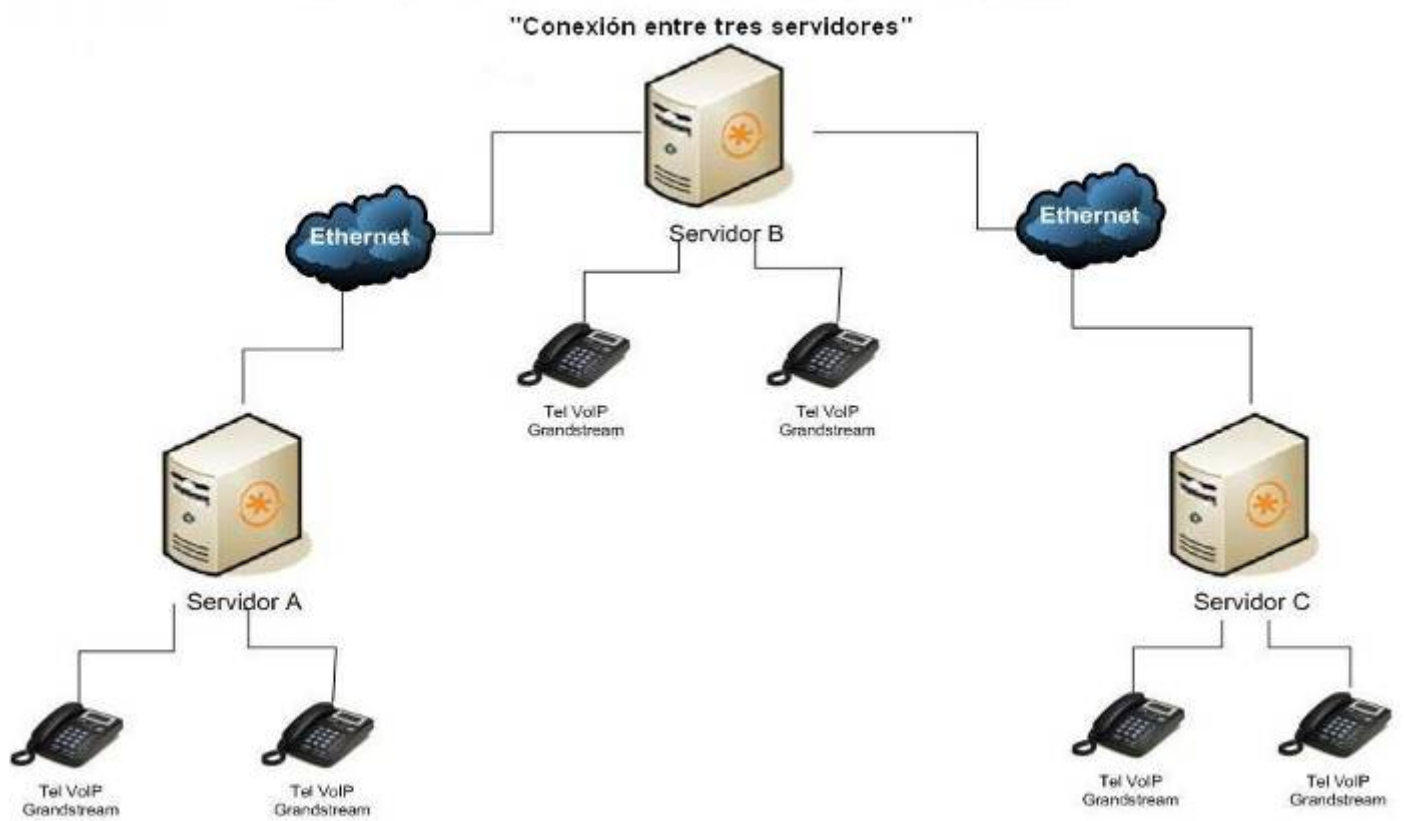 "Conexión entre tres servidores"
Ethernet
Ethernet
Servidor B
Tel VoIP
Grandstream
Tel VoIP
Grandstream
Servidor A
Servidor C
Tel VoIP
Grandstream
Tel VoIP
Grandstream
Tel VoIP
Grandstream
Tel VoIP
Grandstream